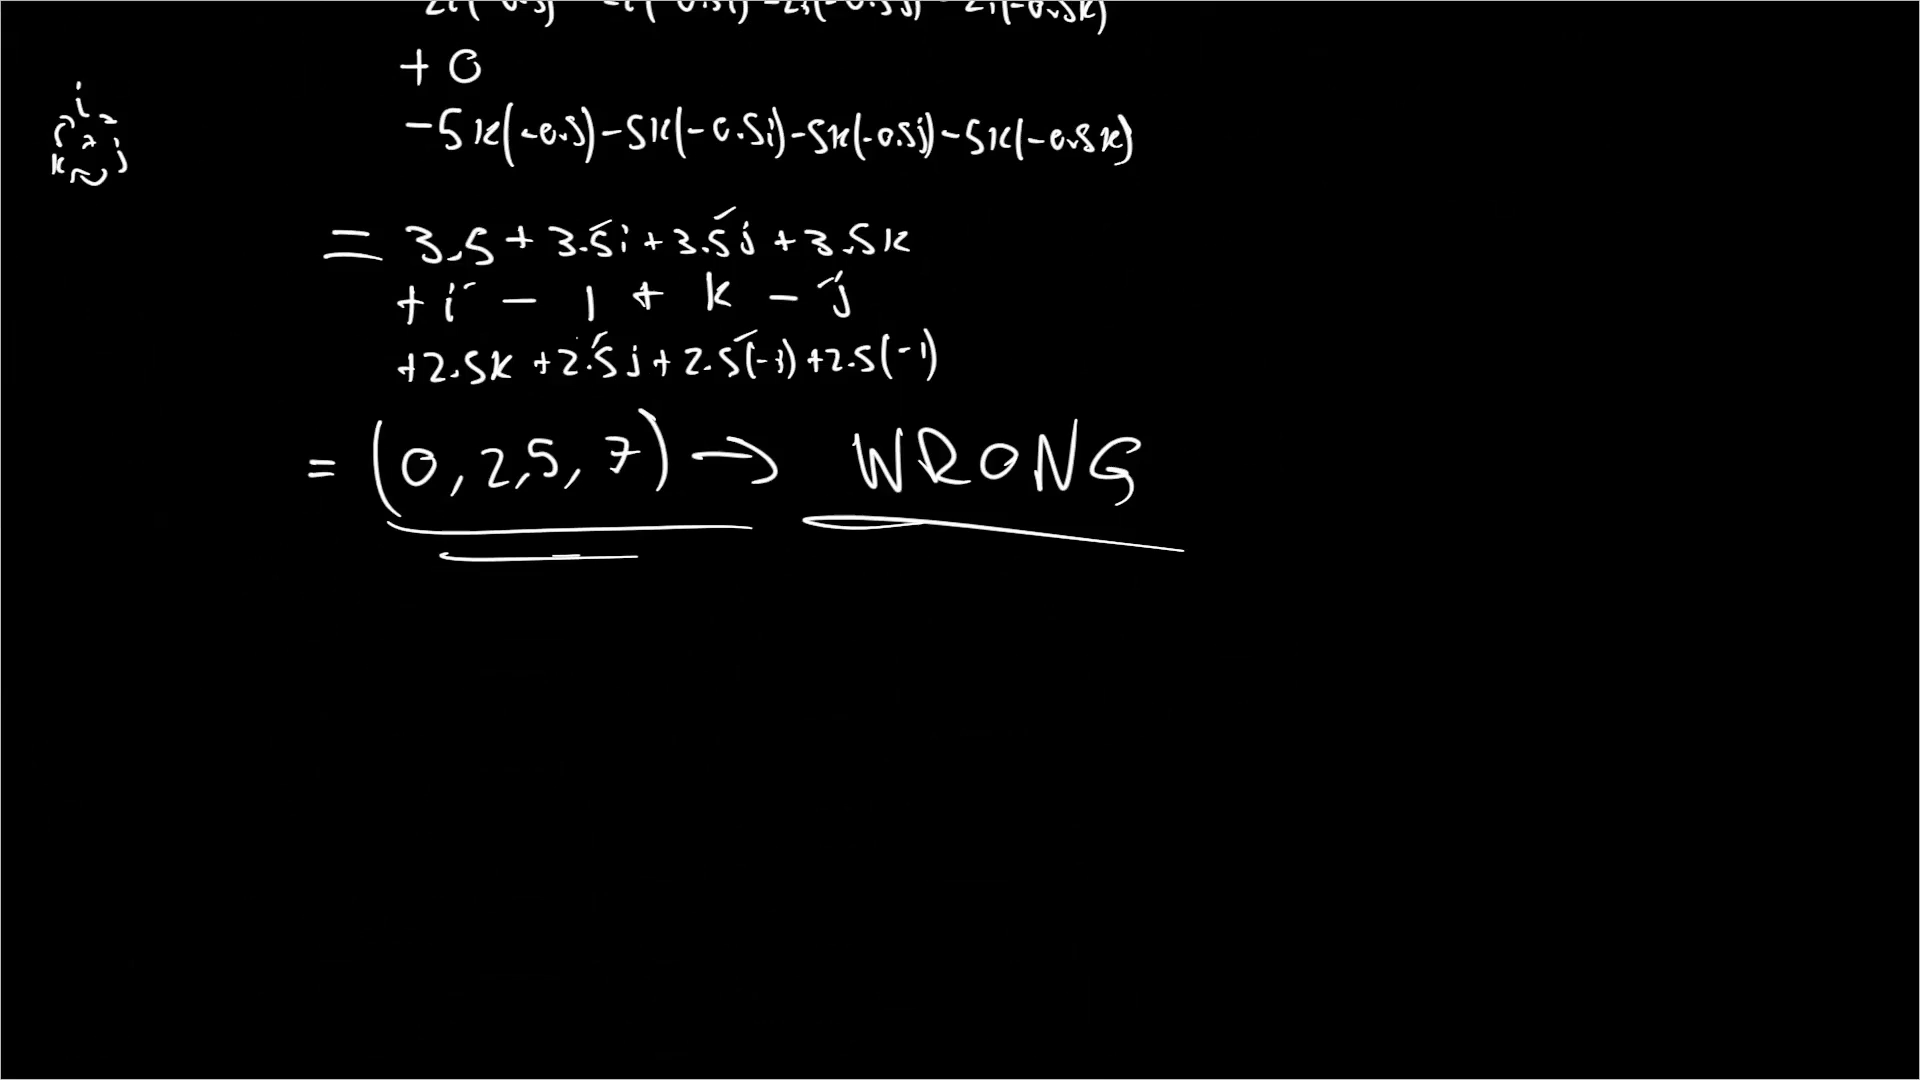 + 0
-5k(-0.5)-5k(-0.5i)-5k(-0.5j)-5k(-0.5k)
i
k j
= 3.5 + 3.5i + 3.5j + 3.5k
+ i - 1 + k - j
+2.5k + 2.5j + 2.5(-i) + 2.5(-1)
= (0, 2, 5, 7) → WRONG